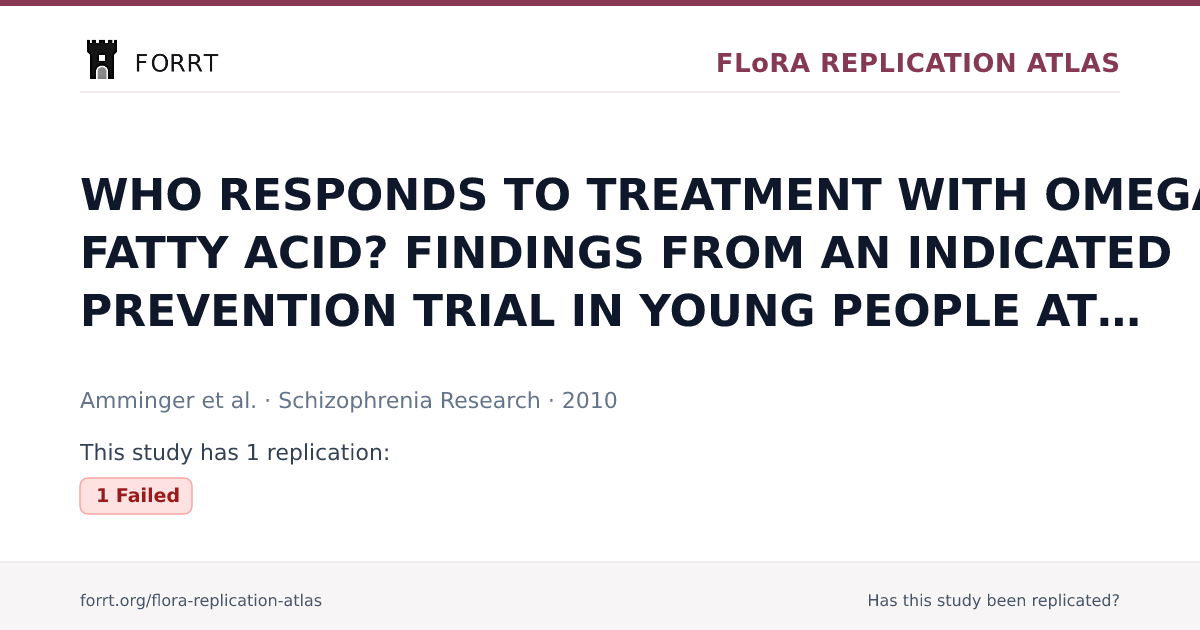 FORRT
FLoRA REPLICATION ATLAS
WHO RESPONDS TO TREATMENT WITH OMEGA
FATTY ACID? FINDINGS FROM AN INDICATED
PREVENTION TRIAL IN YOUNG PEOPLE AT…
Amminger et al. · Schizophrenia Research · 2010
This study has 1 replication:
1 Failed
forrt.org/flora-replication-atlas
Has this study been replicated?